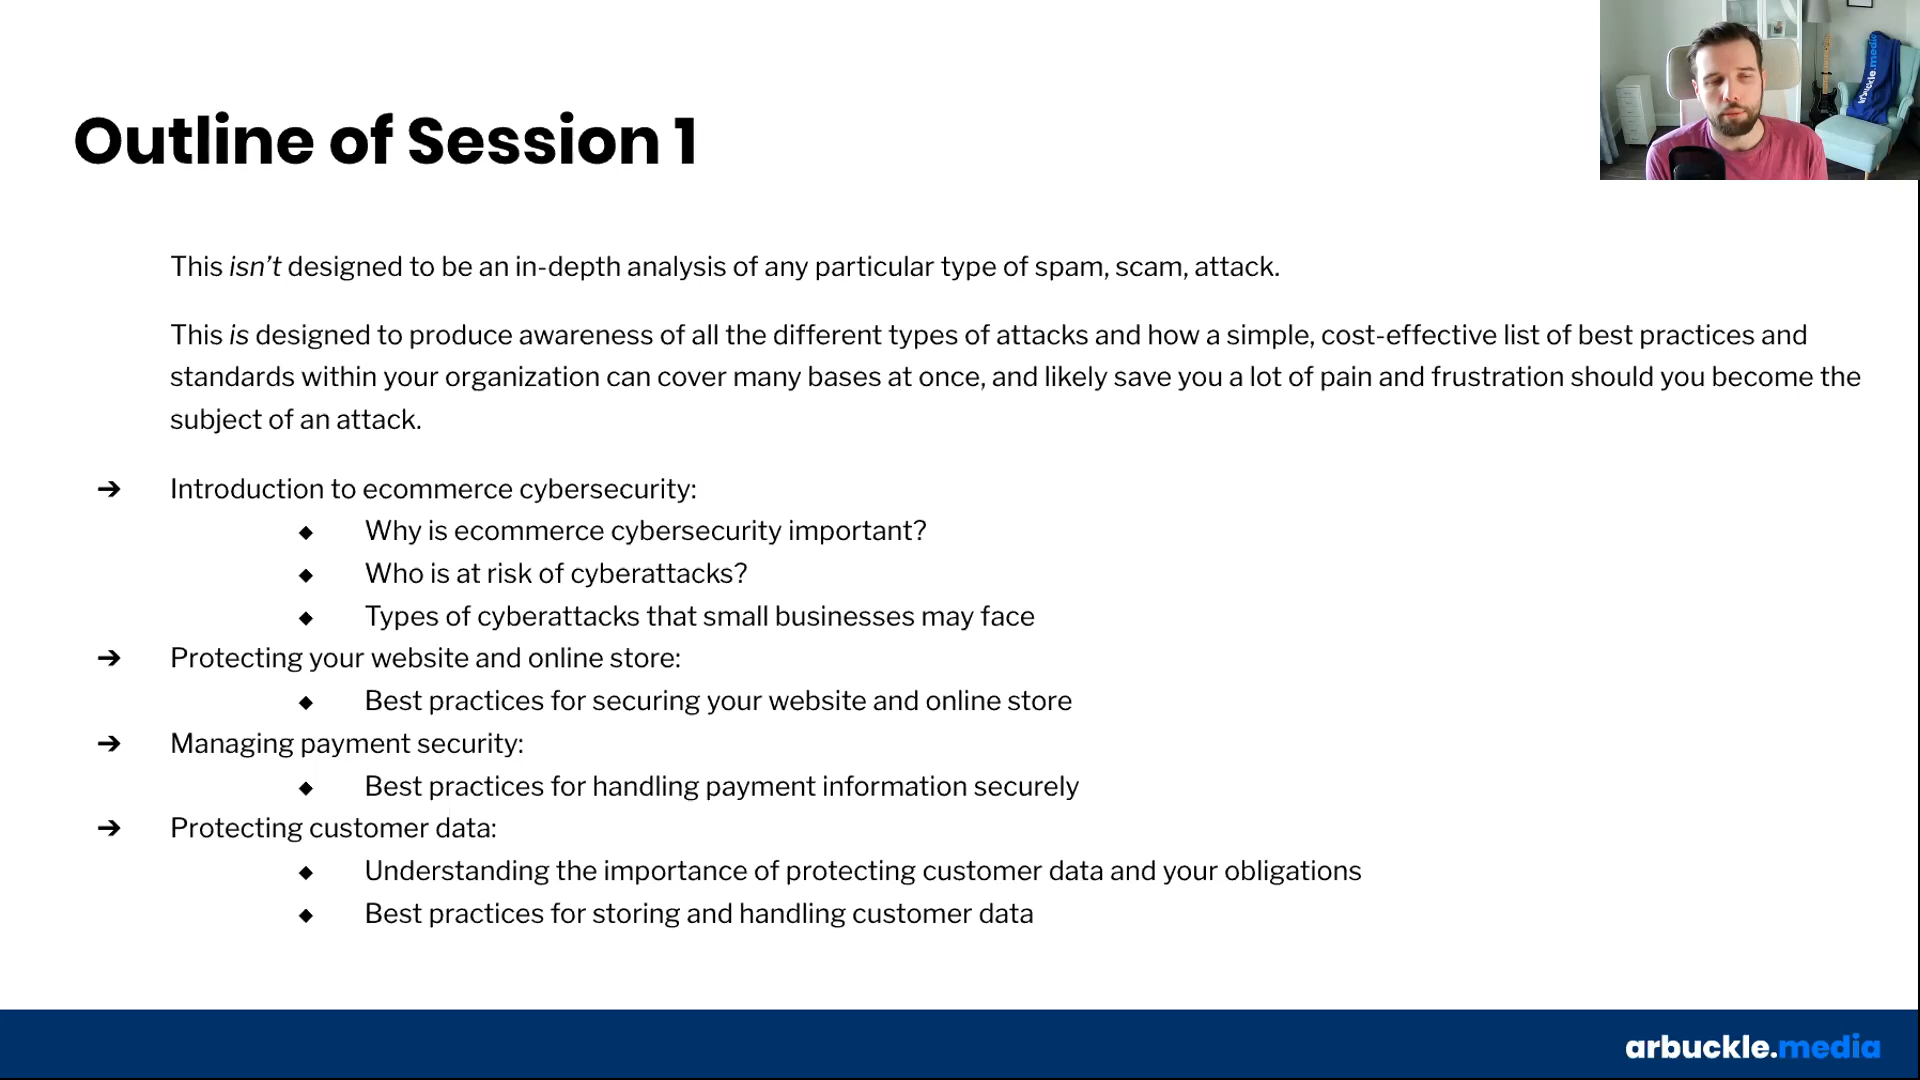 Outline of Session 1
arbuckle.media
This isn’t designed to be an in-depth analysis of any particular type of spam, scam, attack.
This is designed to produce awareness of all the different types of attacks and how a simple, cost-effective list of best practices and
standards within your organization can cover many bases at once, and likely save you a lot of pain and frustration should you become the
subject of an attack.
➔ Introduction to ecommerce cybersecurity:
◆ Why is ecommerce cybersecurity important?
◆ Who is at risk of cyberattacks?
◆ Types of cyberattacks that small businesses may face
➔ Protecting your website and online store:
◆ Best practices for securing your website and online store
➔ Managing payment security:
◆ Best practices for handling payment information securely
➔ Protecting customer data:
◆ Understanding the importance of protecting customer data and your obligations
◆ Best practices for storing and handling customer data
arbuckle.media